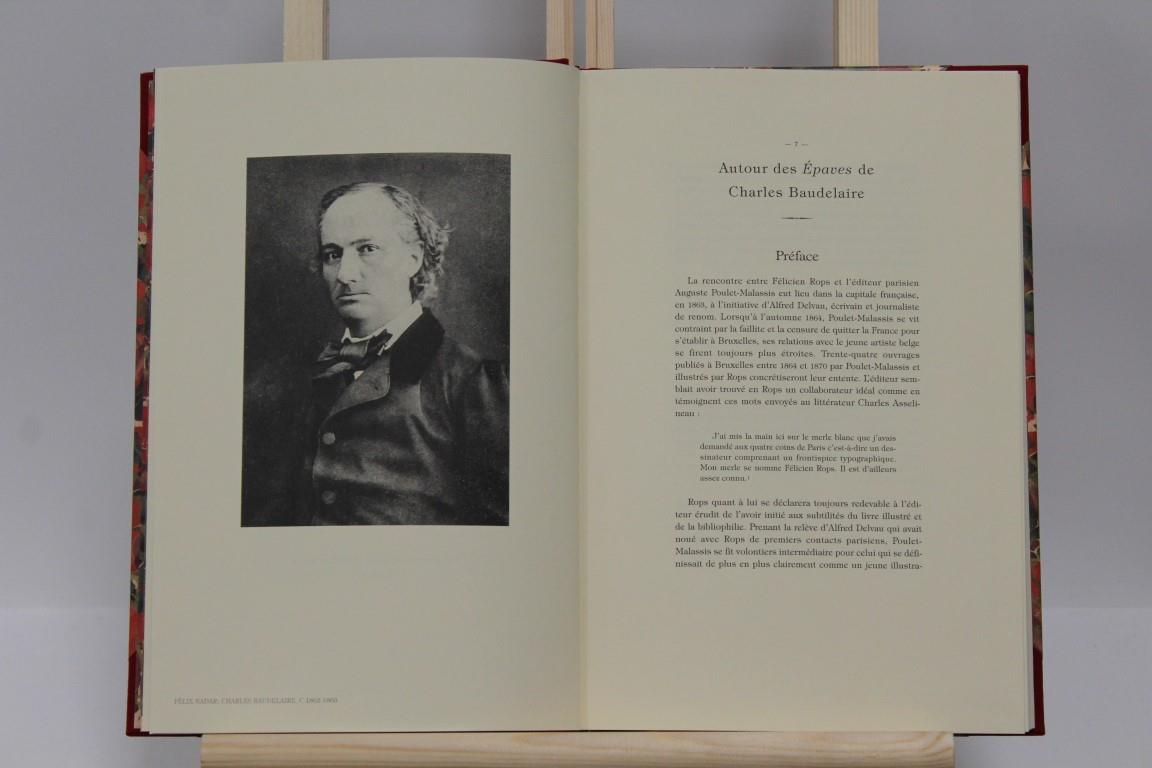 FÉLIX NADAR: CHARLES BAUDELAIRE, C 1862-1865
— 7 —
Autour des Épaves de
Charles Baudelaire
Préface
La rencontre entre Félicien Rops et l'éditeur parisien
Auguste Poulet-Malassis eut lieu dans la capitale française,
en 1863, à l'initiative d'Alfred Delvau, écrivain et journaliste
de renom. Lorsqu'à l'automne 1864, Poulet-Malassis se vit
contraint par la faillite et la censure de quitter la France pour
s'établir à Bruxelles, ses relations avec le jeune artiste belge
se firent toujours plus étroites. Trente-quatre ouvrages
publiés à Bruxelles entre 1864 et 1870 par Poulet-Malassis et
illustrés par Rops concrétiseront leur entente. L'éditeur sem-
blait avoir trouvé en Rops un collaborateur idéal comme en
témoignent ces mots envoyés au littérateur Charles Asseli-
neau :
J'ai mis la main ici sur le merle blanc que j'avais
demandé aux quatre coins de Paris c'est-à-dire un des-
sinateur comprenant un frontispice typographique.
Mon merle se nomme Félicien Rops. Il est d'ailleurs
assez connu.¹
Rops quant à lui se déclarera toujours redevable à l'édi-
teur érudit de l'avoir initié aux subtilités du livre illustré et
de la bibliophilie. Prenant la relève d'Alfred Delvau qui avait
noué avec Rops de premiers contacts parisiens, Poulet-
Malassis se fit volontiers intermédiaire pour celui qui se défi-
nissait de plus en plus clairement comme un jeune illustra-